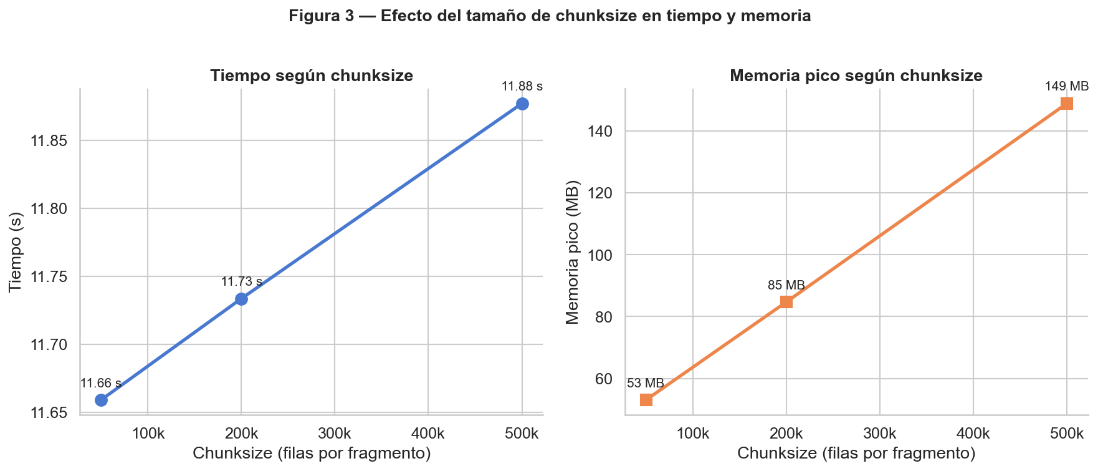 Figura 3 — Efecto del tamaño de chunksize en tiempo y memoria
Tiempo según chunksize
11.88 s
11.73 s
11.66 s
11.85
11.80
11.75
11.70
11.65
Tiempo (s)
100k 200k 300k 400k 500k
Chunksize (filas por fragmento)
Memoria pico según chunksize
149 MB
85 MB
53 MB
140
120
100
80
60
Memoria pico (MB)
100k 200k 300k 400k 500k
Chunksize (filas por fragmento)